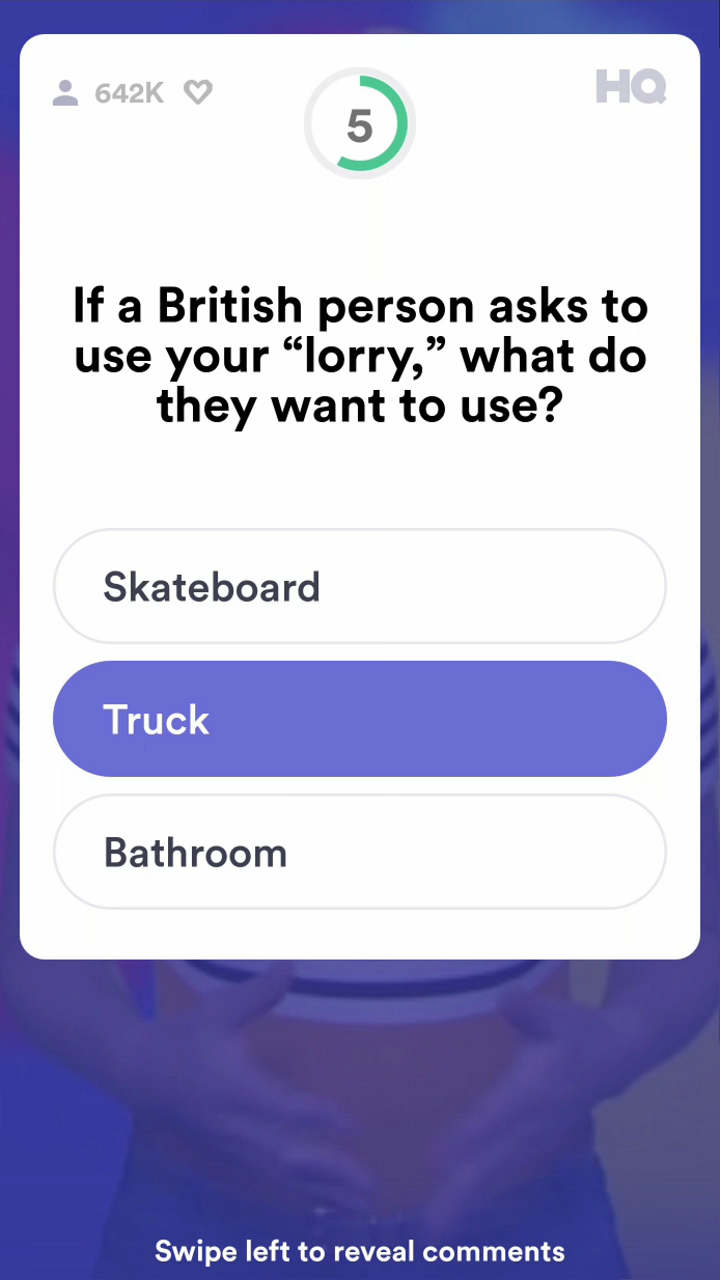 642K
5
HQ
If a British person asks to
use your “lorry,” what do
they want to use?
Skateboard
Truck
Bathroom
Swipe left to reveal comments